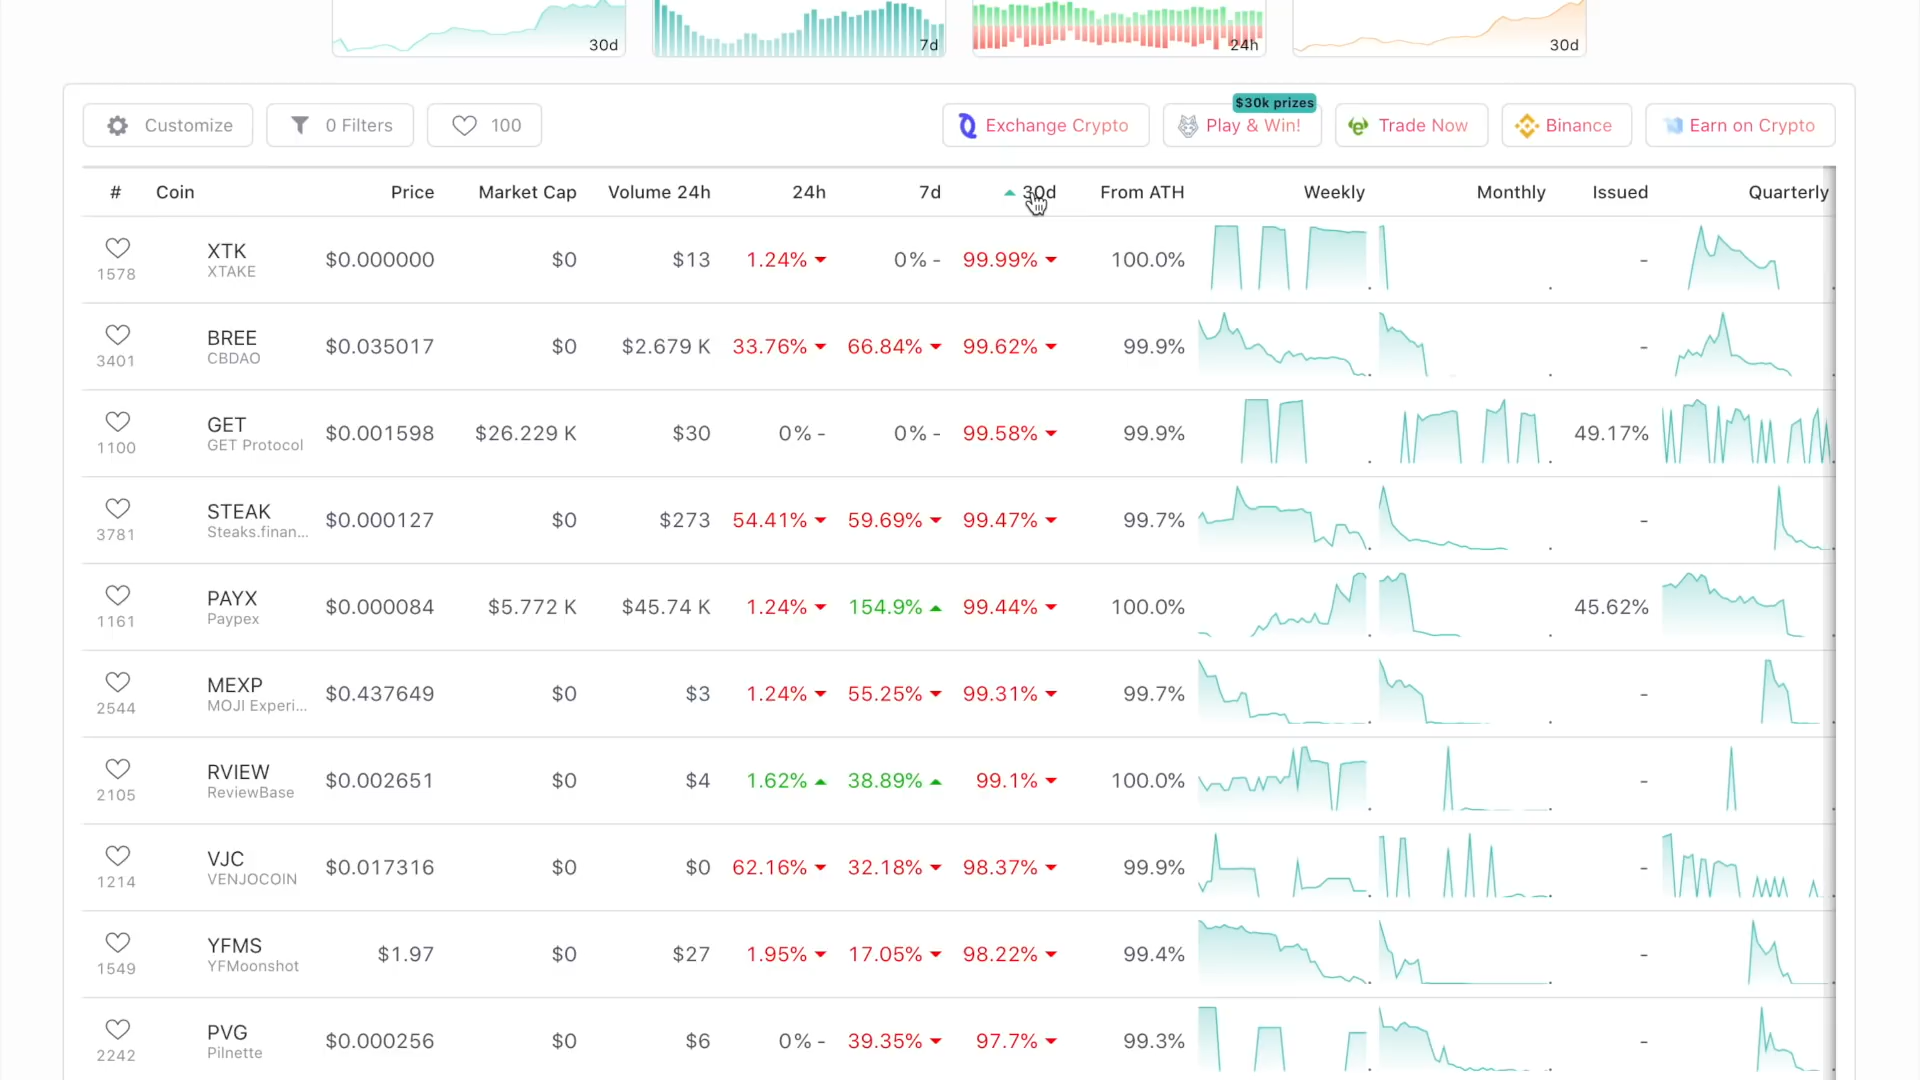 30d 7d 24h 30d
$30k prizes
Customize 0 Filters 100 Exchange Crypto Play & Win! Trade Now Binance Earn on Crypto
# Coin Price Market Cap Volume 24h 24h 7d 30d From ATH Weekly Monthly Issued Quarterly
XTK $0.000000 $0 $13 1.24% 0% - 99.99% 100.0% -
1578 XTAKE
BREE $0.035017 $0 $2.679 K 33.76% 66.84% 99.62% 99.9% -
3401 CBDAO
GET $0.001598 $26.229 K $30 0% - 0% - 99.58% 99.9% 49.17%
1100 GET Protocol
STEAK $0.000127 $0 $273 54.41% 59.69% 99.47% 99.7% -
3781 Steaks.finan...
PAYX $0.000084 $5.772 K $45.74 K 1.24% 154.9% 99.44% 100.0% 45.62%
1161 Paypex
MEXP $0.437649 $0 $3 1.24% 55.25% 99.31% 99.7% -
2544 MOJI Experi...
RVIEW $0.002651 $0 $4 1.62% 38.89% 99.1% 100.0% -
2105 ReviewBase
VJC $0.017316 $0 $0 62.16% 32.18% 98.37% 99.9% -
1214 VENJOCOIN
YFMS $1.97 $0 $27 1.95% 17.05% 98.22% 99.4% -
1549 YFMoonshot
PVG $0.000256 $0 $6 0% - 39.35% 97.7% 99.3% -
2242 Pilnette